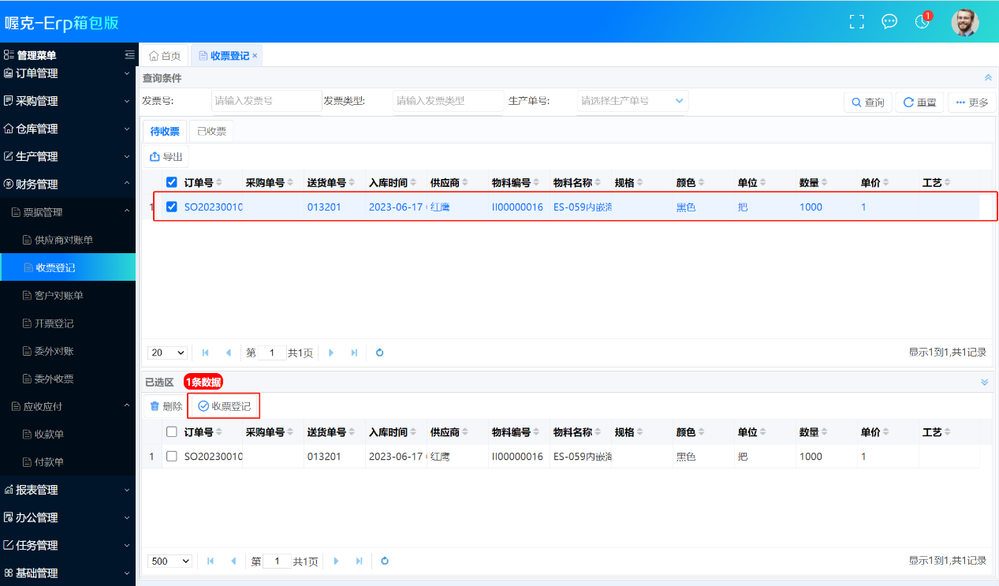 喔克-Erp箱包版
1
管理菜单
订单管理
采购管理
仓库管理
生产管理
财务管理
票据管理
供应商对账单
收票登记
客户对账单
开票登记
委外对账
委外收票
应收应付
收款单
付款单
报表管理
办公管理
任务管理
基础管理
首页 收票登记 ×
查询条件
发票号: 请输入发票号 发票类型: 请输入发票类型 生产单号: 请选择生产单号 查询 重置 更多
待收票 已收票
导出
订单号 采购单号 送货单号 入库时间 供应商 物料编号 物料名称 规格 颜色 单位 数量 单价 工艺
1 SO2023001 013201 2023-06-17 红鹰 II00000016 ES-059内嵌 黑色 把 1000 1
20 第 1 共1页 显示1到1,共1记录
已选区 1条数据
删除 收票登记
订单号 采购单号 送货单号 入库时间 供应商 物料编号 物料名称 规格 颜色 单位 数量 单价 工艺
1 SO2023001 013201 2023-06-17 红鹰 II00000016 ES-059内嵌 黑色 把 1000 1
500 第 1 共1页 显示1到1,共1记录